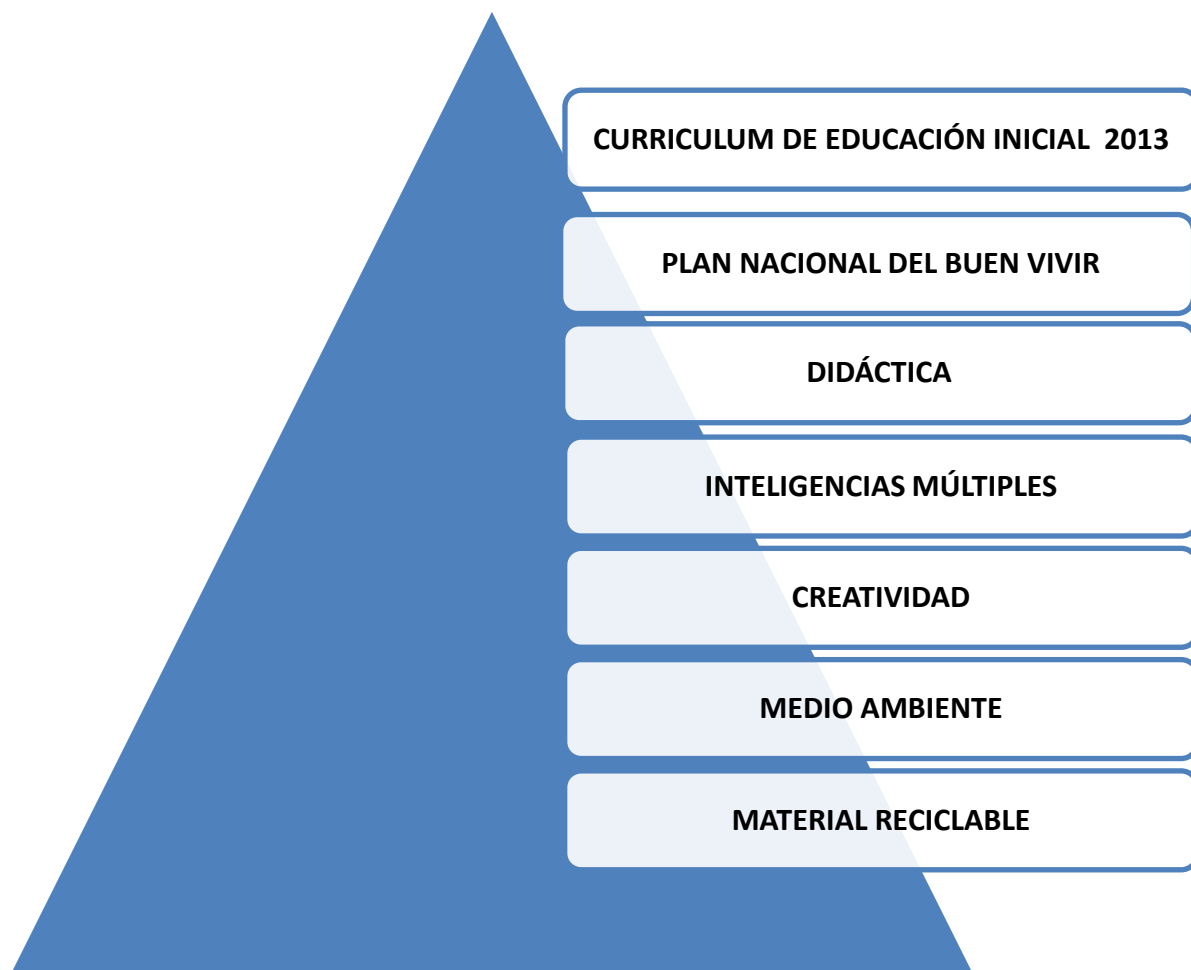 CURRICULUM DE EDUCACIÓN INICIAL  2013
PLAN NACIONAL DEL BUEN VIVIR
DIDÁCTICA
INTELIGENCIAS MÚLTIPLES
CREATIVIDAD
MEDIO AMBIENTE
MATERIAL RECICLABLE